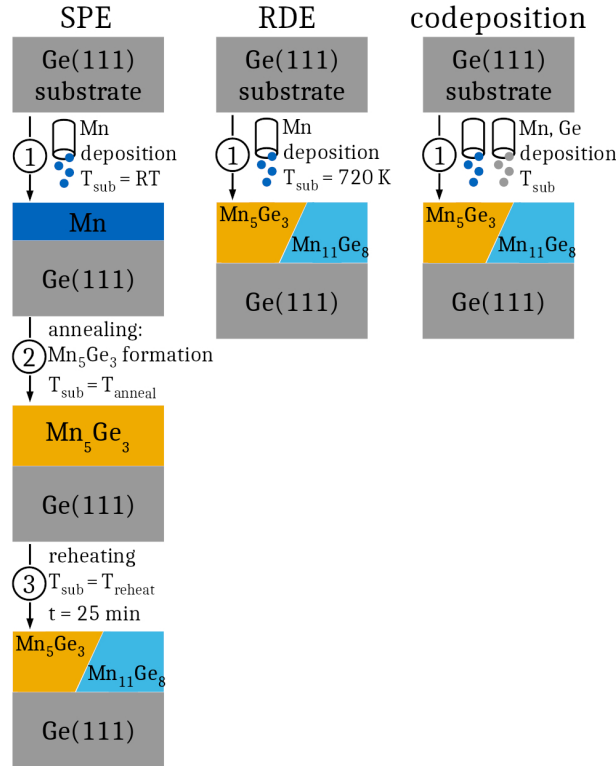 SPE
Ge(111)
substrate
1
Mn
deposition
T_sub = RT
Mn
Ge(111)
annealing:
2
Mn₅Ge₃ formation
T_sub = T_anneal
Mn₅Ge₃
Ge(111)
reheating
3
T_sub = T_reheat
t = 25 min
Mn₅Ge₃
Mn₁₁Ge₈
Ge(111)
RDE
Ge(111)
substrate
1
Mn
deposition
T_sub = 720 K
Mn₅Ge₃
Mn₁₁Ge₈
Ge(111)
codeposition
Ge(111)
substrate
1
Mn, Ge
deposition
T_sub
Mn₅Ge₃
Mn₁₁Ge₈
Ge(111)